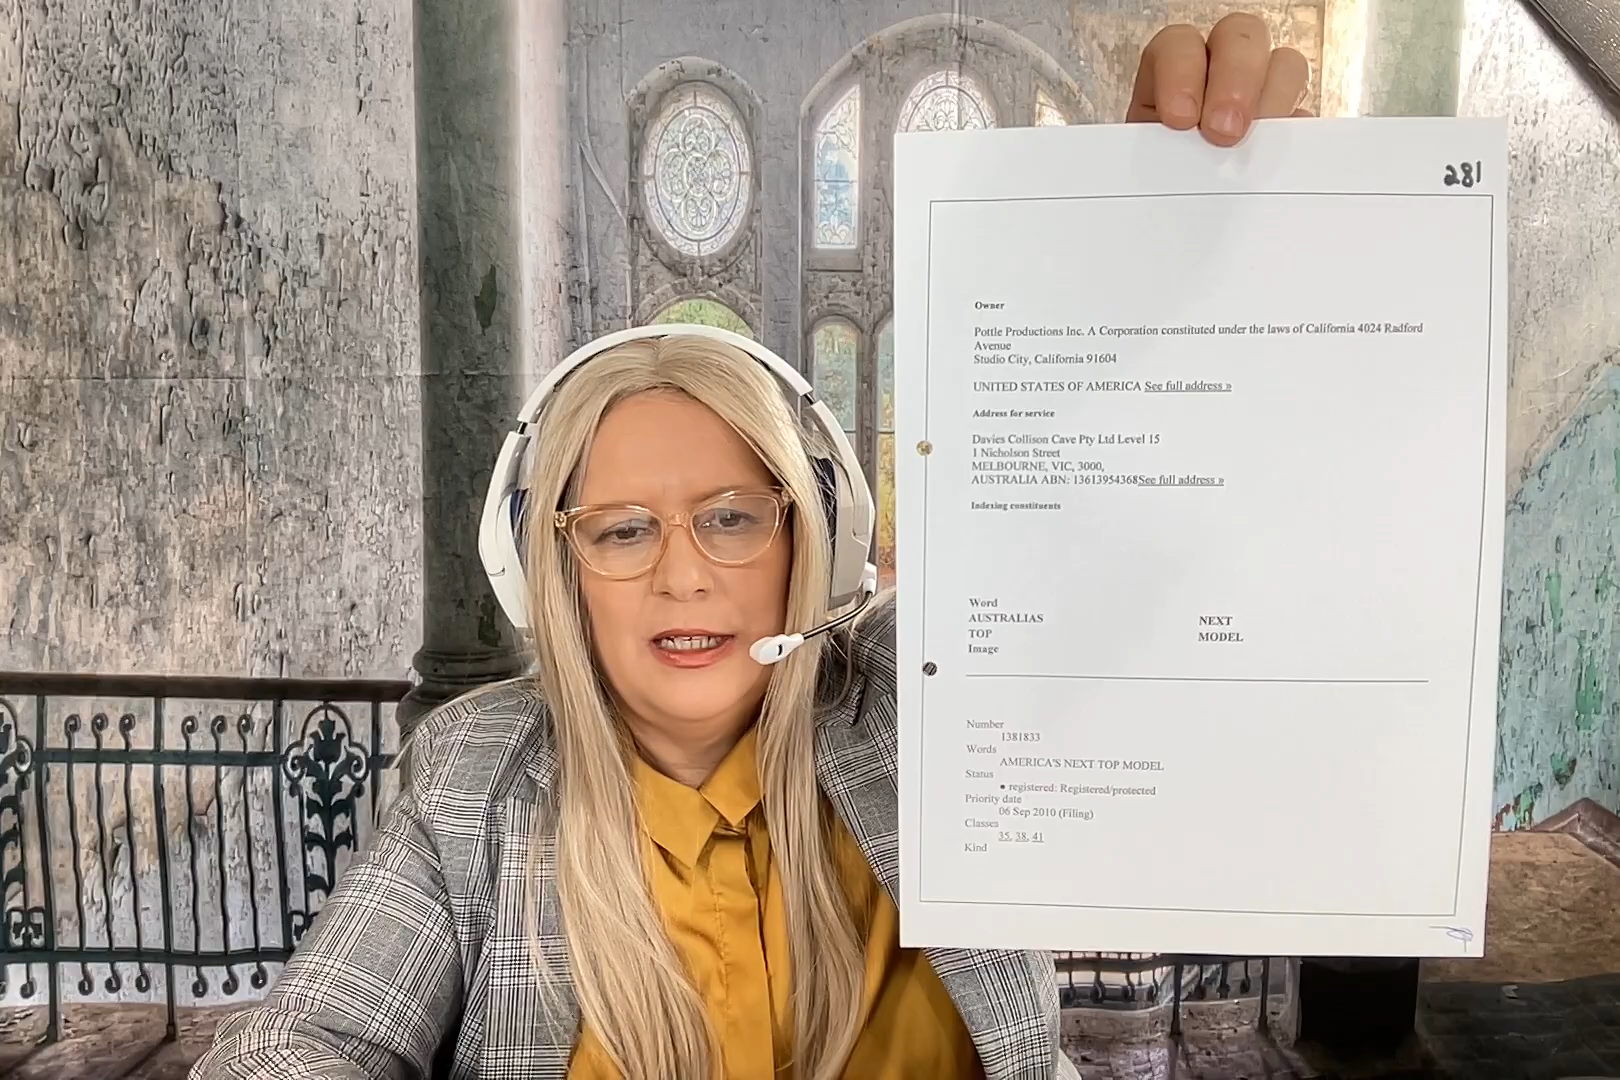 281
Owner
Pottle Productions Inc. A Corporation constituted under the laws of California 4024 Radford
Avenue
Studio City, California 91604
UNITED STATES OF AMERICA See full address »
Address for service
Davies Collison Cave Pty Ltd Level 15
1 Nicholson Street
MELBOURNE, VIC, 3000,
AUSTRALIA ABN: 13613954368See full address »
Indexing constituents
Word
AUSTRALIAS NEXT
TOP MODEL
Image
Number
1381833
Words
AMERICA'S NEXT TOP MODEL
Status
● registered: Registered/protected
Priority date
06 Sep 2010 (Filing)
Classes
35, 38, 41
Kind